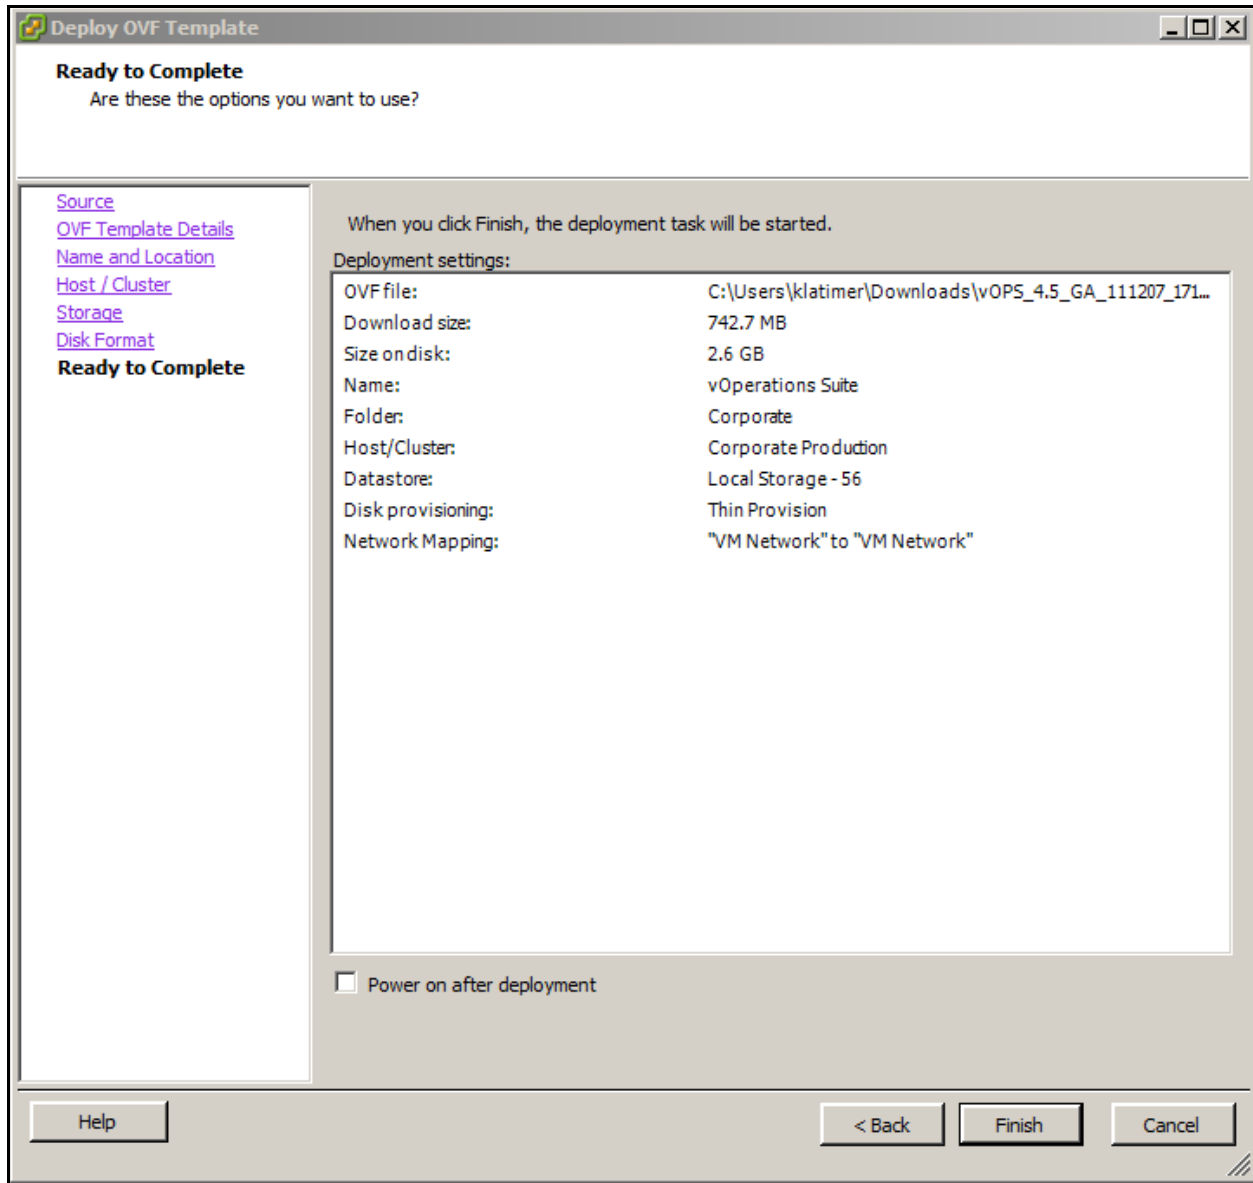 Deploy OVF Template
Ready to Complete
Are these the options you want to use?
Source
OVF Template Details
Name and Location
Host / Cluster
Storage
Disk Format
Ready to Complete
When you click Finish, the deployment task will be started.
Deployment settings:
OVF file: C:\Users\klatimer\Downloads\vOPS_4.5_GA_111207_171...
Download size: 742.7 MB
Size on disk: 2.6 GB
Name: vOperations Suite
Folder: Corporate
Host/Cluster: Corporate Production
Datastore: Local Storage - 56
Disk provisioning: Thin Provision
Network Mapping: "VM Network" to "VM Network"
Power on after deployment
Help
< Back
Finish
Cancel